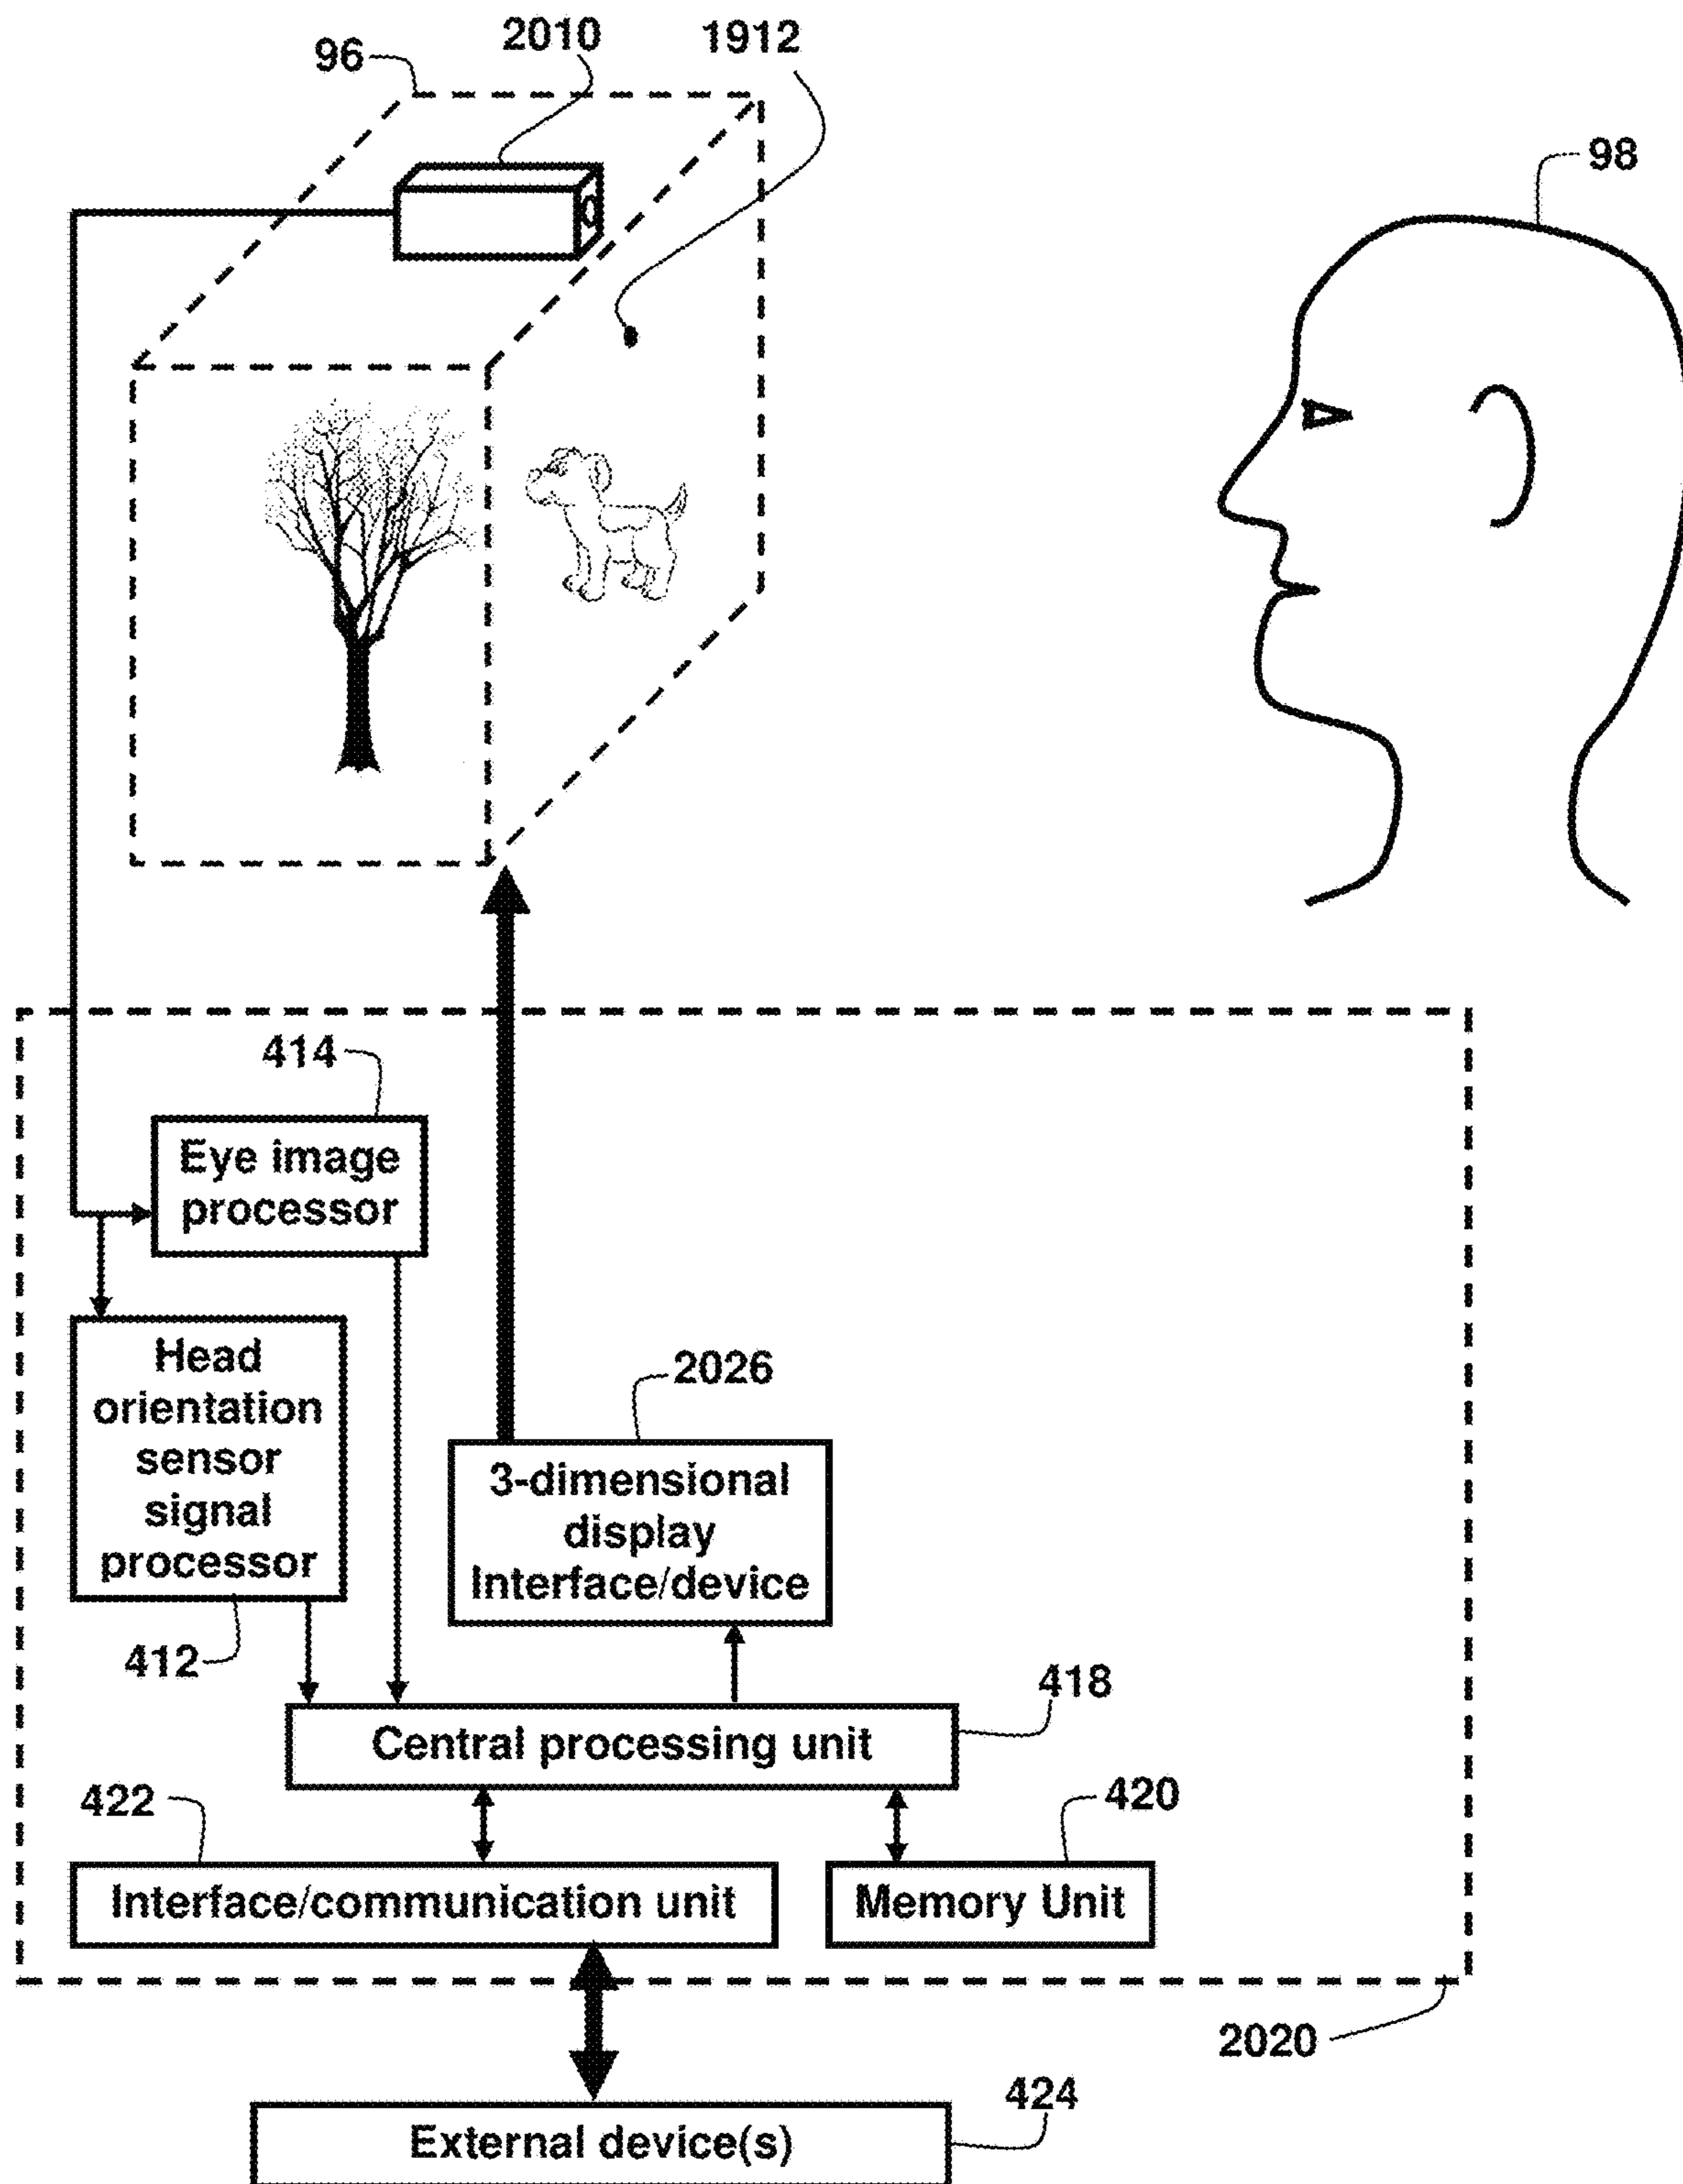 96
2010
1912
98
414
Eye image
processor
Head
orientation
sensor
signal
processor
412
2026
3-dimensional
display
Interface/device
418
Central processing unit
422
420
Interface/communication unit
Memory Unit
2020
424
External device(s)